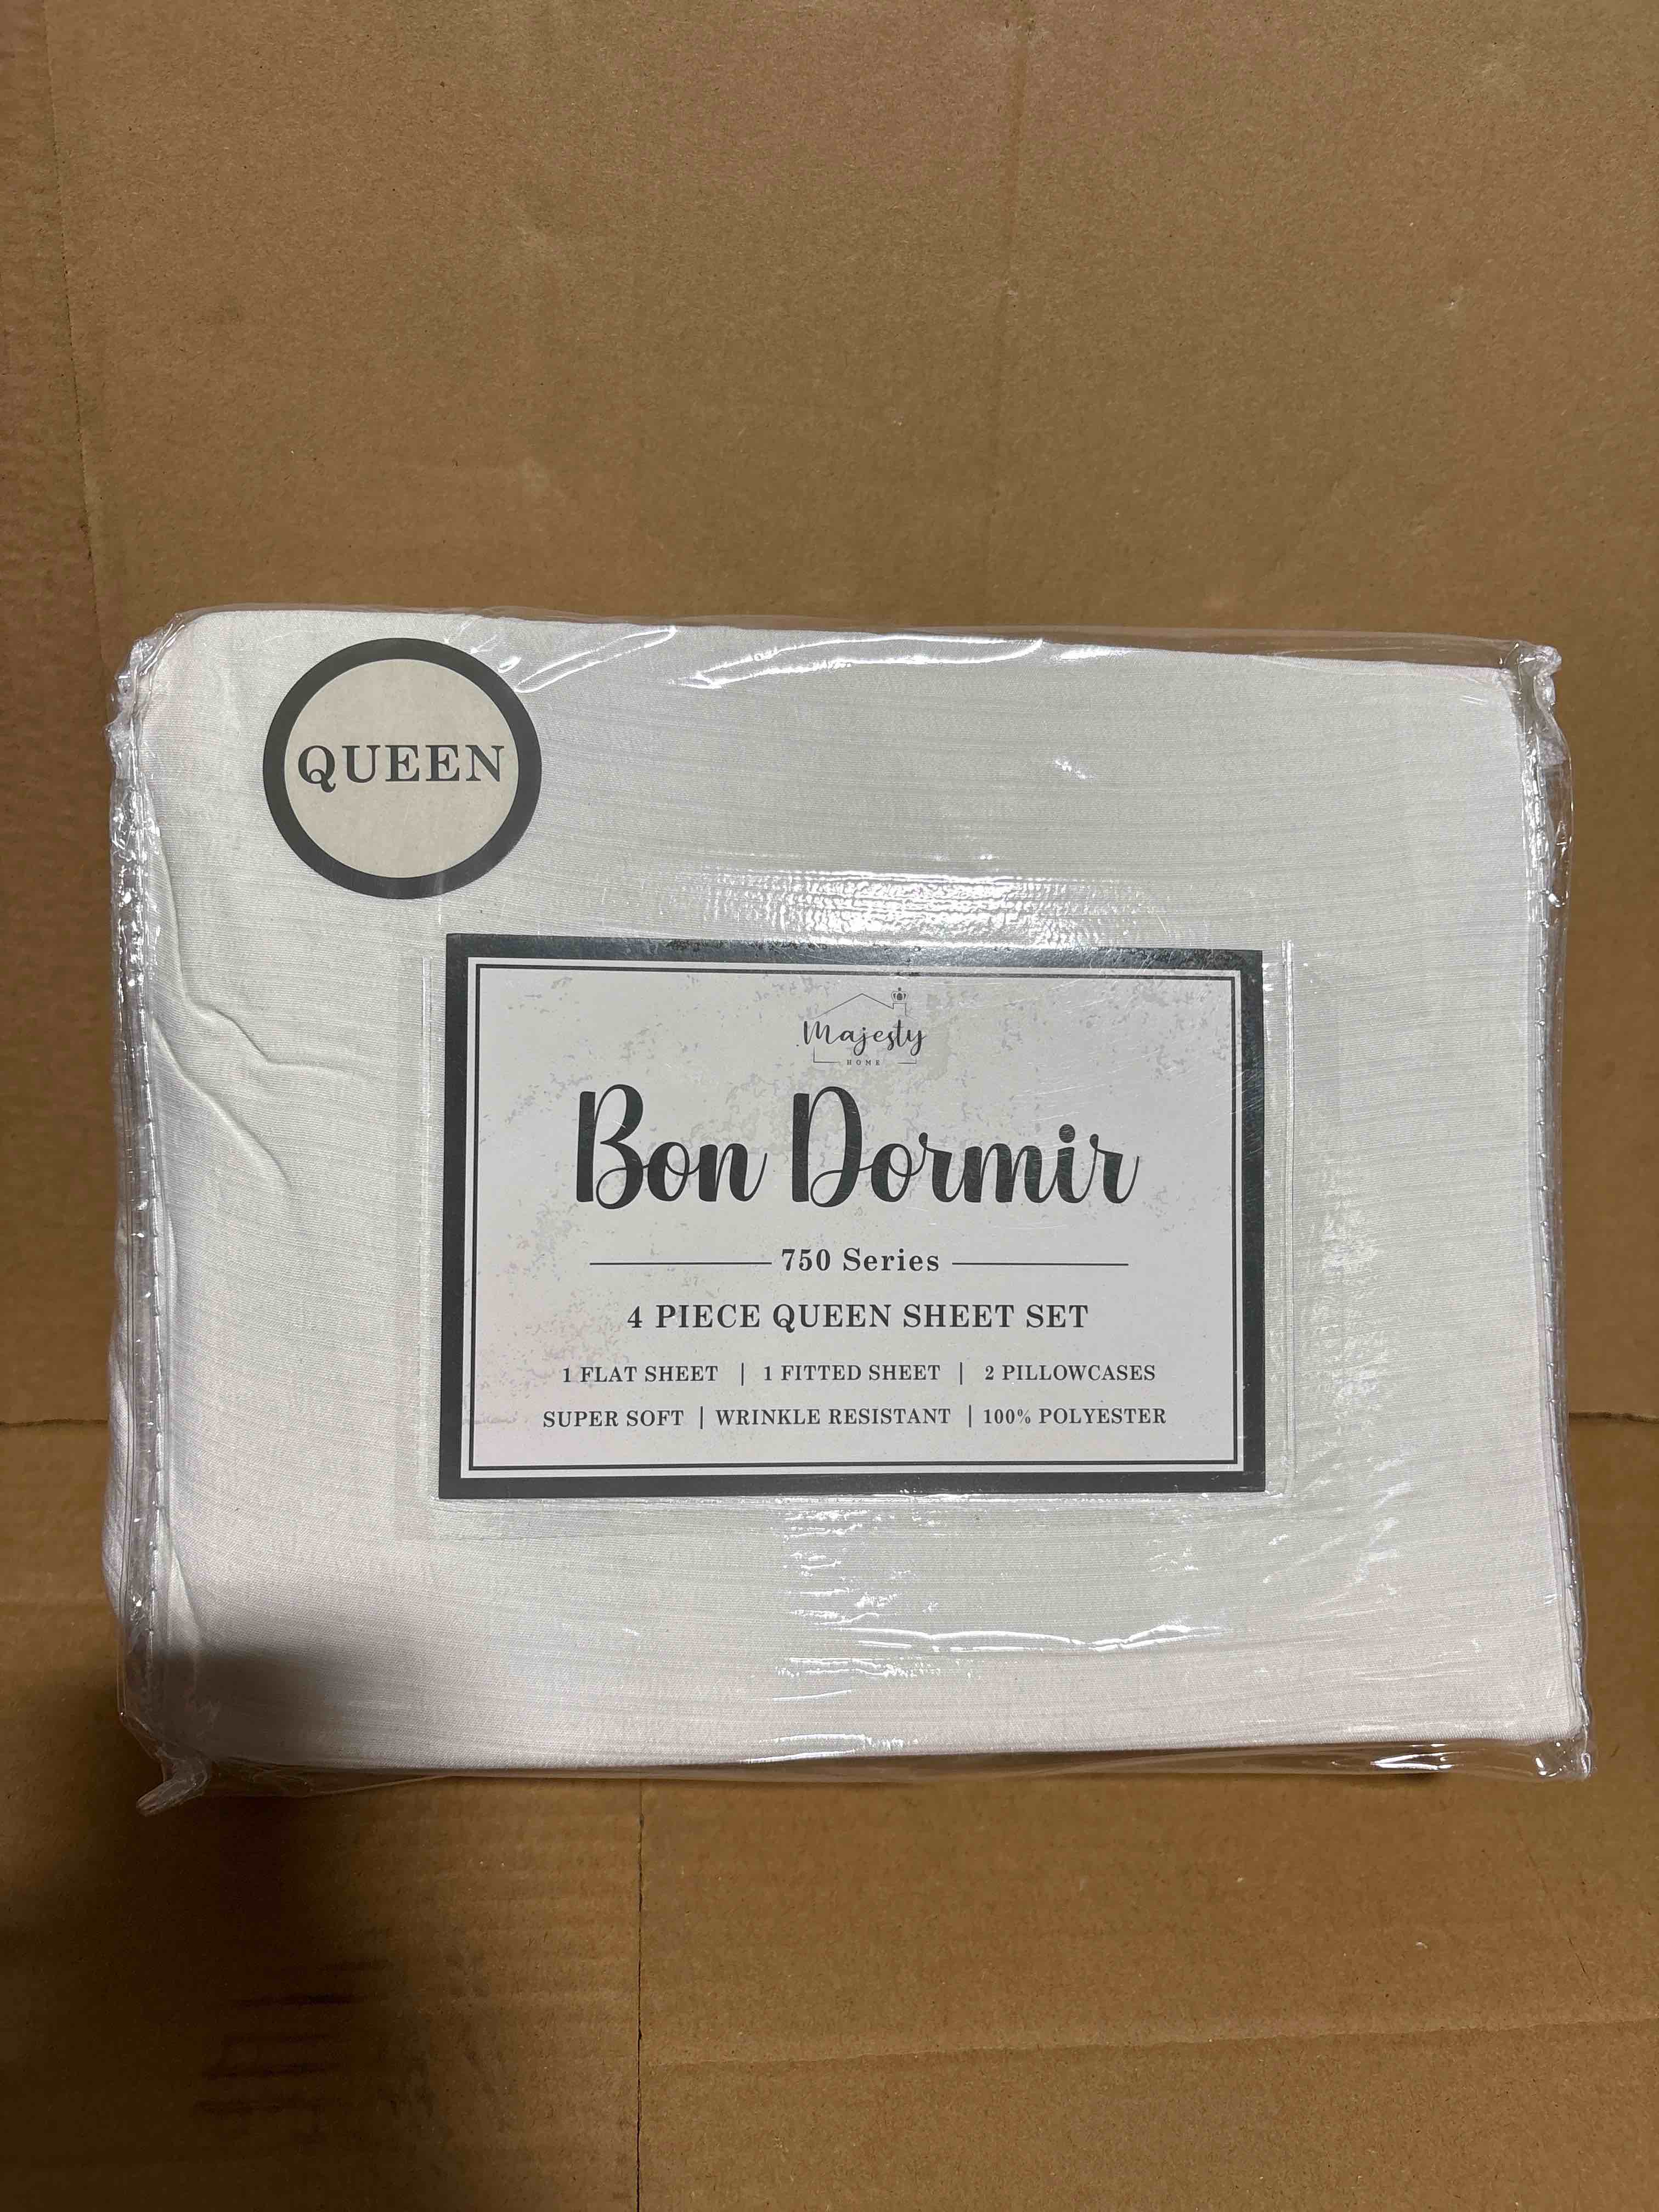 QUEEN
Majesty
HOME
Bon Dormir
750 Series
4 PIECE QUEEN SHEET SET
1 FLAT SHEET | 1 FITTED SHEET | 2 PILLOWCASES
SUPER SOFT | WRINKLE RESISTANT | 100% POLYESTER